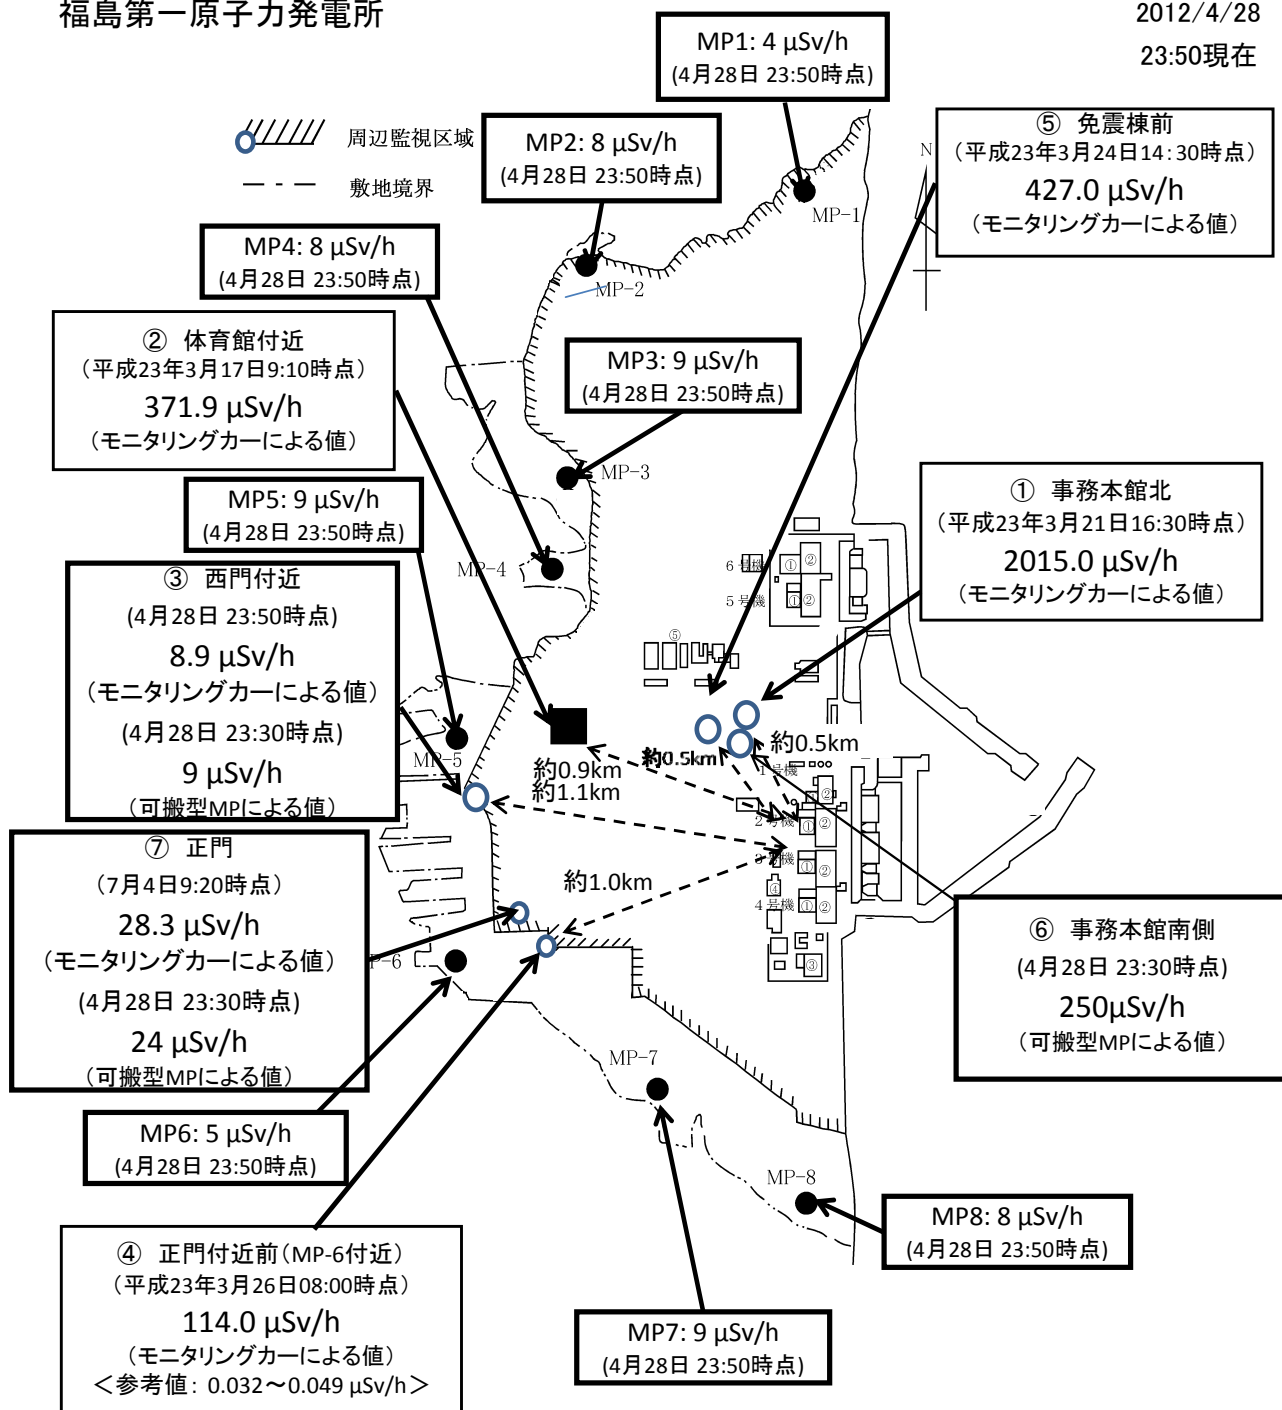 福島第一原子力発電所
2012/4/28
23:50現在
MP1: 4 μSv/h
(4月28日 23:50時点)
周辺監視区域
敷地境界
MP2: 8 μSv/h
(4月28日 23:50時点)
⑤ 免震棟前
（平成23年3月24日14:30時点）
427.0 μSv/h
（モニタリングカーによる値）
N
MP-1
MP4: 8 μSv/h
(4月28日 23:50時点)
MP-2
② 体育館付近
（平成23年3月17日9:10時点）
371.9 μSv/h
（モニタリングカーによる値）
MP3: 9 μSv/h
(4月28日 23:50時点)
MP-3
MP5: 9 μSv/h
(4月28日 23:50時点)
① 事務本館北
（平成23年3月21日16:30時点）
2015.0 μSv/h
（モニタリングカーによる値）
MP-4
③ 西門付近
(4月28日 23:50時点)
8.9 μSv/h
（モニタリングカーによる値）
(4月28日 23:30時点)
9 μSv/h
（可搬型MPによる値）
6号機
①
②
5号機
①
②
⑤
MP-5
約0.5km
約0.5km
約0.9km
約1.1km
1号機
②
2号機
①
②
3号機
①
②
④
4号機
①
②
③
約1.0km
⑦ 正門
(7月4日9:20時点)
28.3 μSv/h
（モニタリングカーによる値）
(4月28日 23:30時点)
24 μSv/h
（可搬型MPによる値）
P-6
⑥ 事務本館南側
(4月28日 23:30時点)
250μSv/h
（可搬型MPによる値）
MP-7
MP6: 5 μSv/h
(4月28日 23:50時点)
MP-8
MP8: 8 μSv/h
(4月28日 23:50時点)
④ 正門付近前（MP-6付近）
（平成23年3月26日08:00時点）
114.0 μSv/h
（モニタリングカーによる値）
＜参考値: 0.032～0.049 μSv/h＞
MP7: 9 μSv/h
(4月28日 23:50時点)